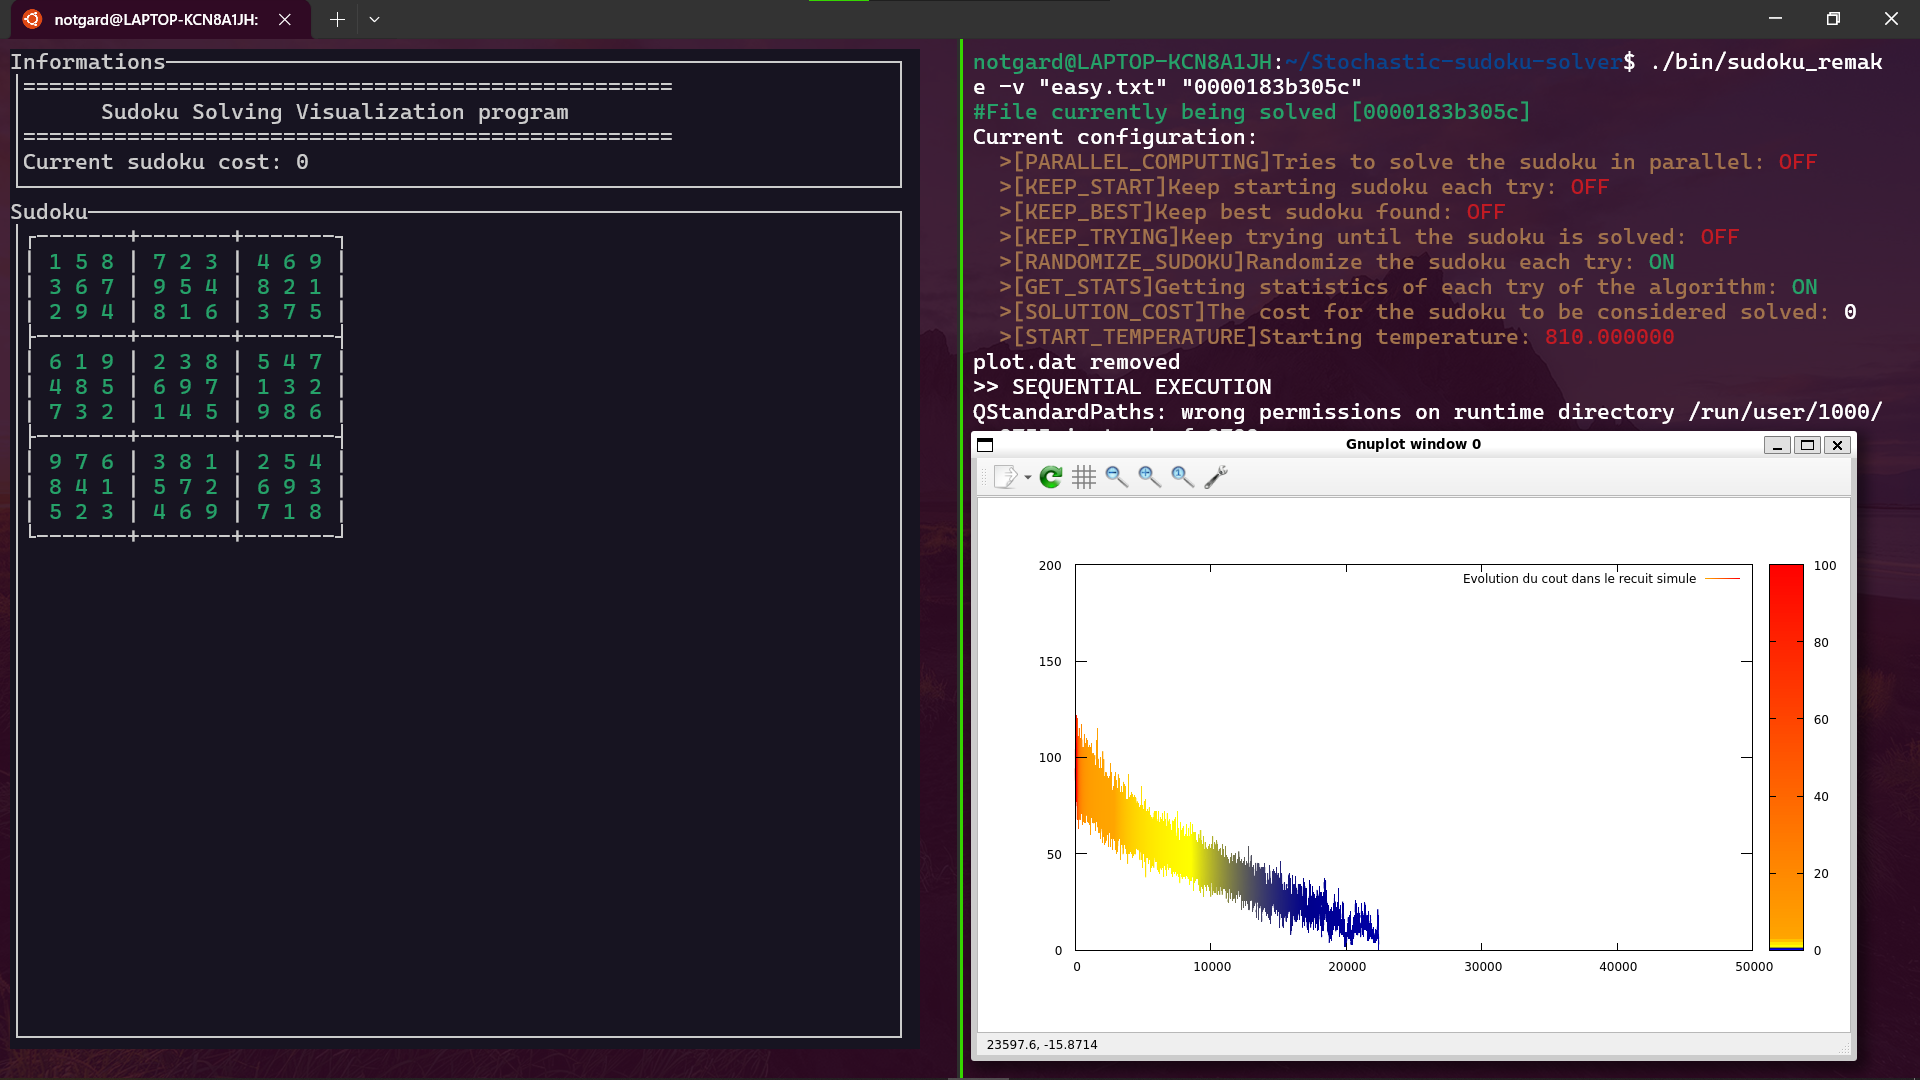 notgard@LAPTOP-KCN8A1JH:
Informations
==================================================
Sudoku Solving Visualization program
==================================================
Current sudoku cost: 0
Sudoku
1 5 8 | 7 2 3 | 4 6 9
3 6 7 | 9 5 4 | 8 2 1
2 9 4 | 8 1 6 | 3 7 5
6 1 9 | 2 3 8 | 5 4 7
4 8 5 | 6 9 7 | 1 3 2
7 3 2 | 1 4 5 | 9 8 6
9 7 6 | 3 8 1 | 2 5 4
8 4 1 | 5 7 2 | 6 9 3
5 2 3 | 4 6 9 | 7 1 8
notgard@LAPTOP-KCN8A1JH:~/Stochastic-sudoku-solver$ ./bin/sudoku_remak
e -v "easy.txt" "0000183b305c"
#File currently being solved [0000183b305c]
Current configuration:
>[PARALLEL_COMPUTING]Tries to solve the sudoku in parallel: OFF
>[KEEP_START]Keep starting sudoku each try: OFF
>[KEEP_BEST]Keep best sudoku found: OFF
>[KEEP_TRYING]Keep trying until the sudoku is solved: OFF
>[RANDOMIZE_SUDOKU]Randomize the sudoku each try: ON
>[GET_STATS]Getting statistics of each try of the algorithm: ON
>[SOLUTION_COST]The cost for the sudoku to be considered solved: 0
>[START_TEMPERATURE]Starting temperature: 810.000000
plot.dat removed
>> SEQUENTIAL EXECUTION
QStandardPaths: wrong permissions on runtime directory /run/user/1000/
Gnuplot window 0
Evolution du cout dans le recuit simule
200
150
100
50
0
0 10000 20000 30000 40000 50000
100
80
60
40
20
0
23597.6, -15.8714